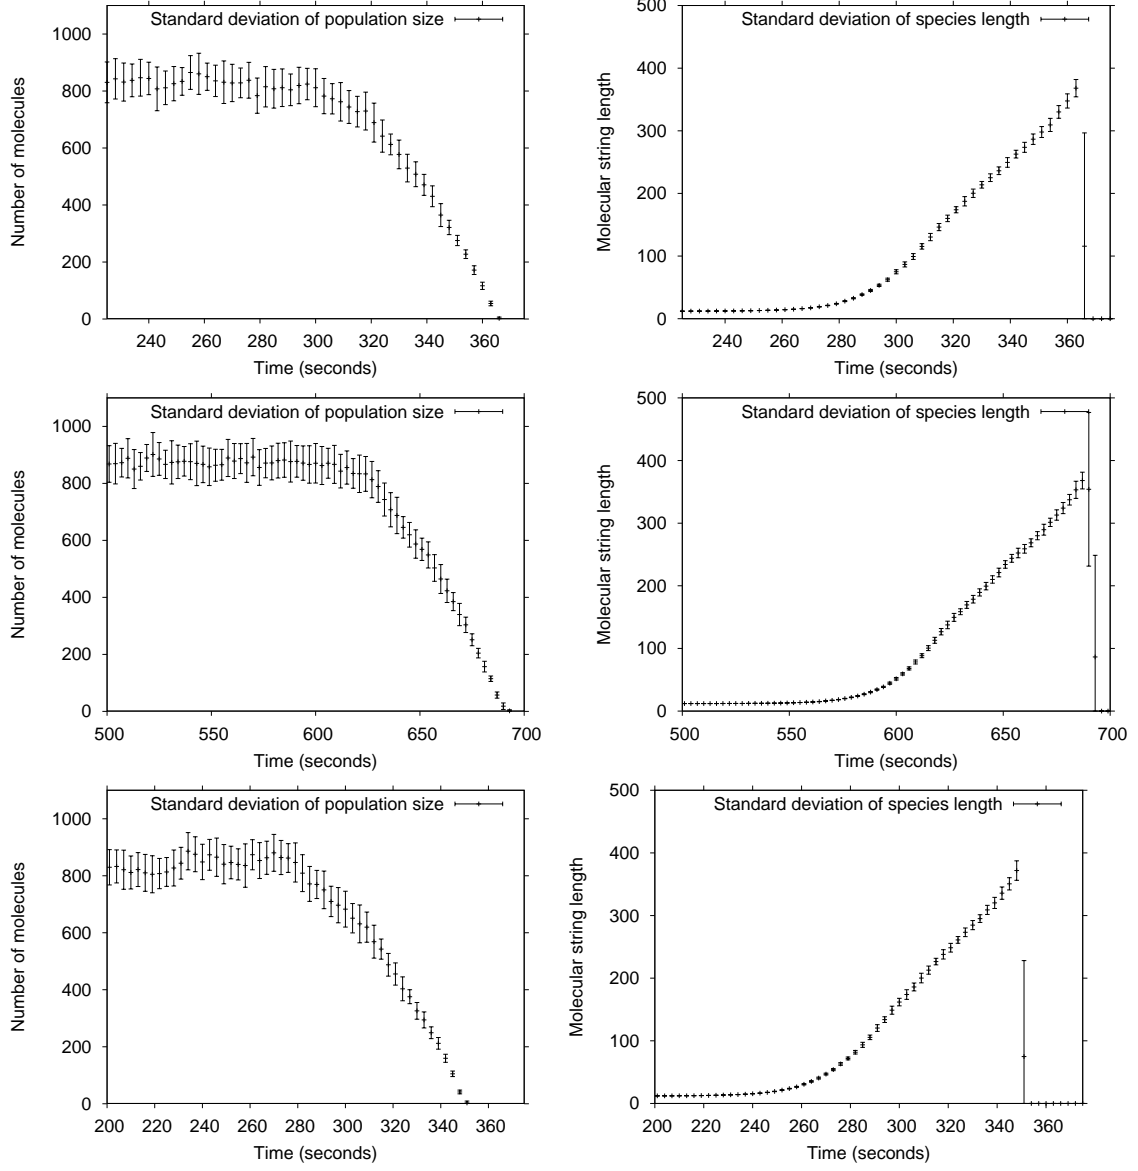 Standard deviation of population size
1000
800
600
400
200
0
Number of molecules
240 260 280 300 320 340 360
Time (seconds)
Standard deviation of species length
500
400
300
200
100
0
Molecular string length
240 260 280 300 320 340 360
Time (seconds)
Standard deviation of population size
1000
800
600
400
200
0
Number of molecules
500 550 600 650 700
Time (seconds)
Standard deviation of species length
500
400
300
200
100
0
Molecular string length
500 550 600 650 700
Time (seconds)
Standard deviation of population size
1000
800
600
400
200
0
Number of molecules
200 220 240 260 280 300 320 340 360
Time (seconds)
Standard deviation of species length
500
400
300
200
100
0
Molecular string length
200 220 240 260 280 300 320 340 360
Time (seconds)